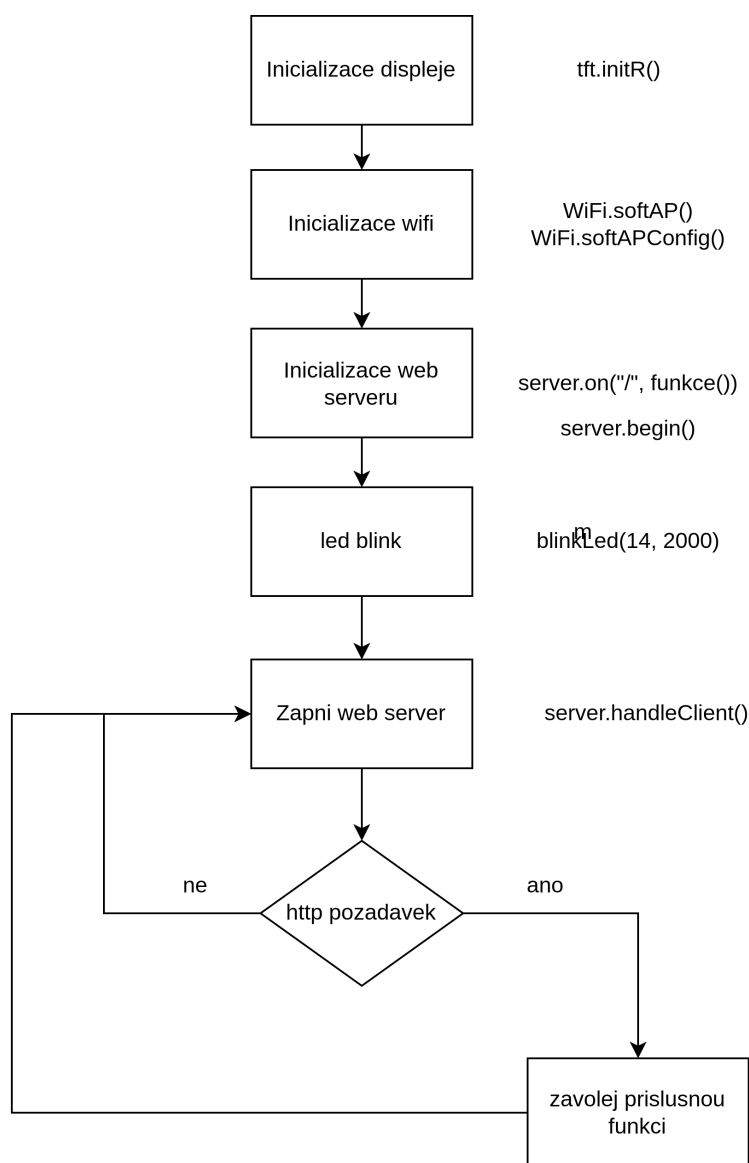 Inicializace displeje
tft.initR()
Inicializace wifi
WiFi.softAP()
WiFi.softAPConfig()
Inicializace web
serveru
server.on("/", funkce())
server.begin()
led blink
m
blinkLed(14, 2000)
Zapni web server
server.handleClient()
ne
http pozadavek
ano
zavolej prislusnou
funkci